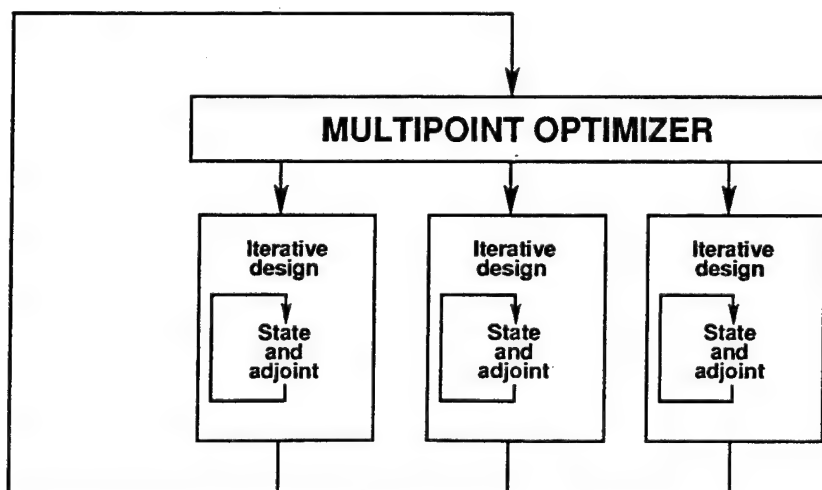 MULTIPOINT OPTIMIZER
Iterative
design
State
and
adjoint
Iterative
design
State
and
adjoint
Iterative
design
State
and
adjoint